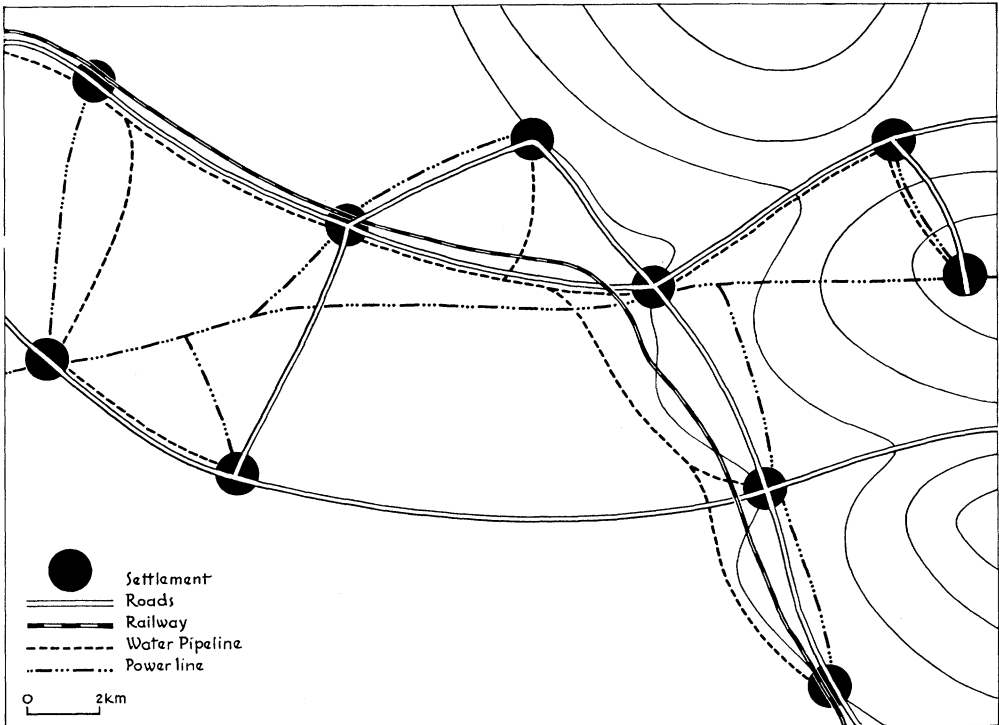 Settlement
Roads
Railway
Water Pipeline
Power line
0 2km